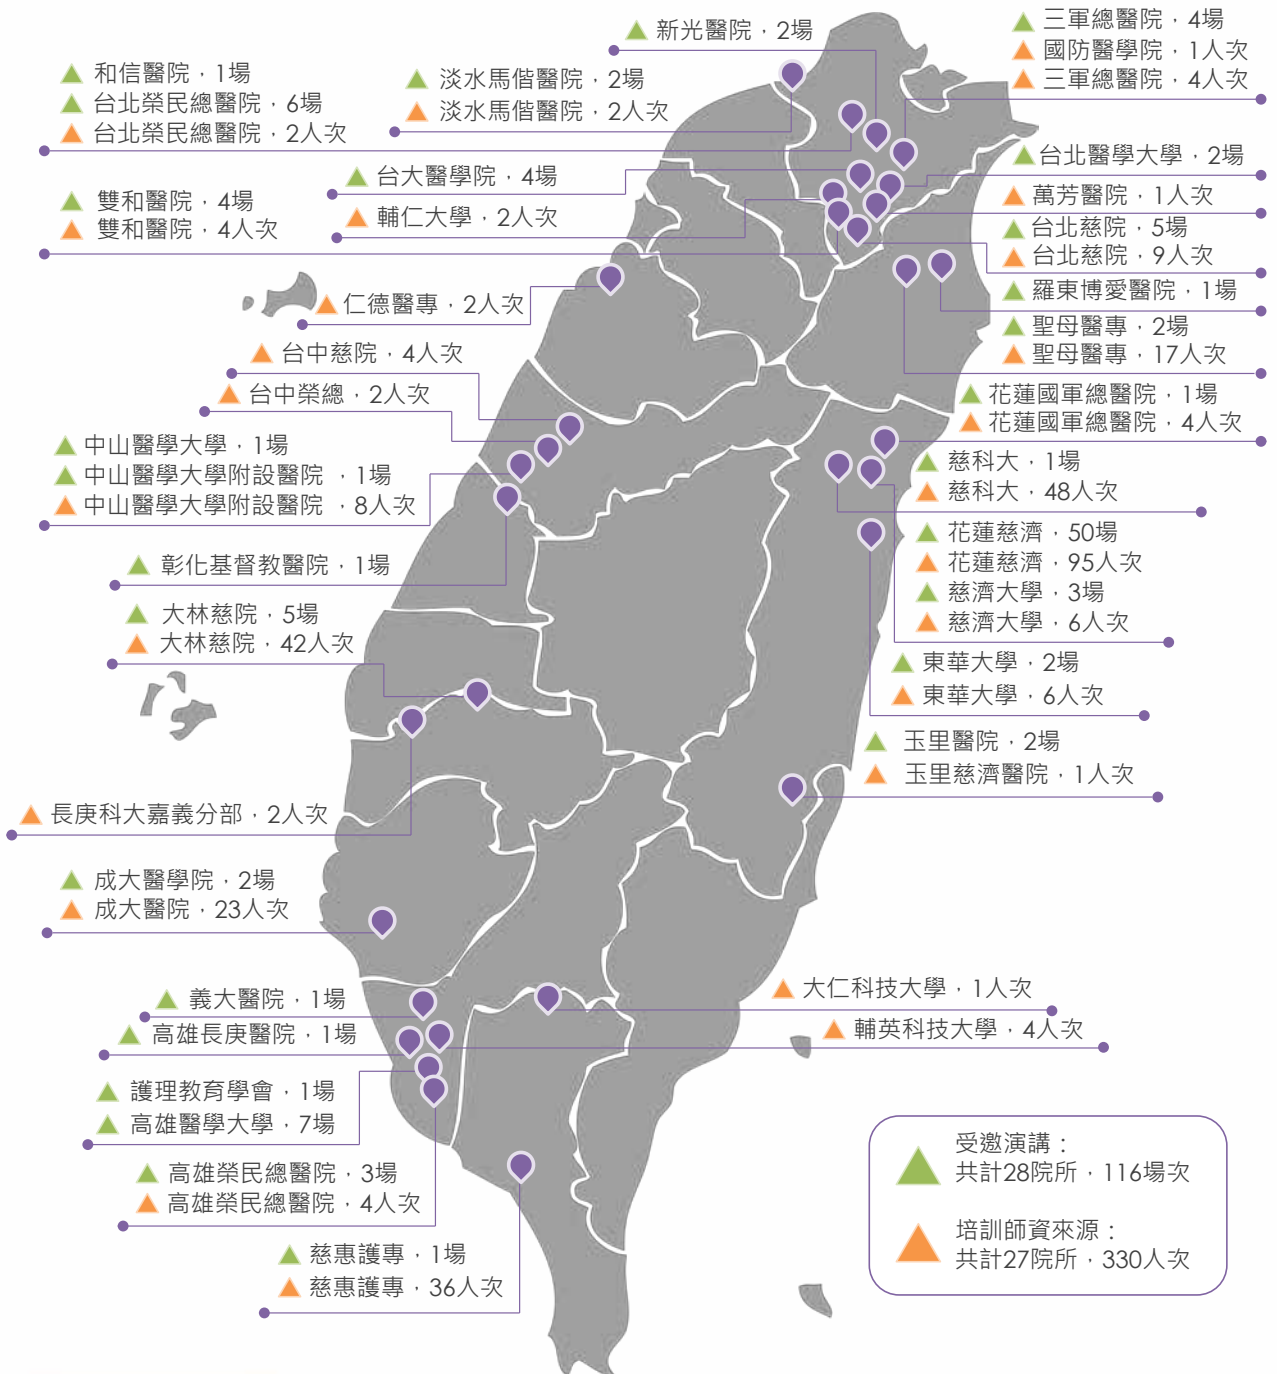 新光醫院，2場
三軍總醫院，4場
國防醫學院，1人次
三軍總醫院，4人次
和信醫院，1場
台北榮民總醫院，6場
台北榮民總醫院，2人次
淡水馬偕醫院，2場
淡水馬偕醫院，2人次
台北醫學大學，2場
台大醫學院，4場
萬芳醫院，1人次
雙和醫院，4場
雙和醫院，4人次
輔仁大學，2人次
台北慈院，5場
台北慈院，9人次
羅東博愛醫院，1場
仁德醫專，2人次
聖母醫專，2場
聖母醫專，17人次
台中慈院，4人次
台中榮總，2人次
花蓮國軍總醫院，1場
花蓮國軍總醫院，4人次
中山醫學大學，1場
中山醫學大學附設醫院，1場
中山醫學大學附設醫院，8人次
慈科大，1場
慈科大，48人次
花蓮慈濟，50場
花蓮慈濟，95人次
慈濟大學，3場
慈濟大學，6人次
彰化基督教醫院，1場
大林慈院，5場
大林慈院，42人次
東華大學，2場
東華大學，6人次
玉里醫院，2場
玉里慈濟醫院，1人次
長庚科大嘉義分部，2人次
成大醫學院，2場
成大醫院，23人次
義大醫院，1場
高雄長庚醫院，1場
大仁科技大學，1人次
輔英科技大學，4人次
護理教育學會，1場
高雄醫學大學，7場
高雄榮民總醫院，3場
高雄榮民總醫院，4人次
慈惠護專，1場
慈惠護專，36人次
受邀演講：
共計28院所，116場次
培訓師資來源：
共計27院所，330人次